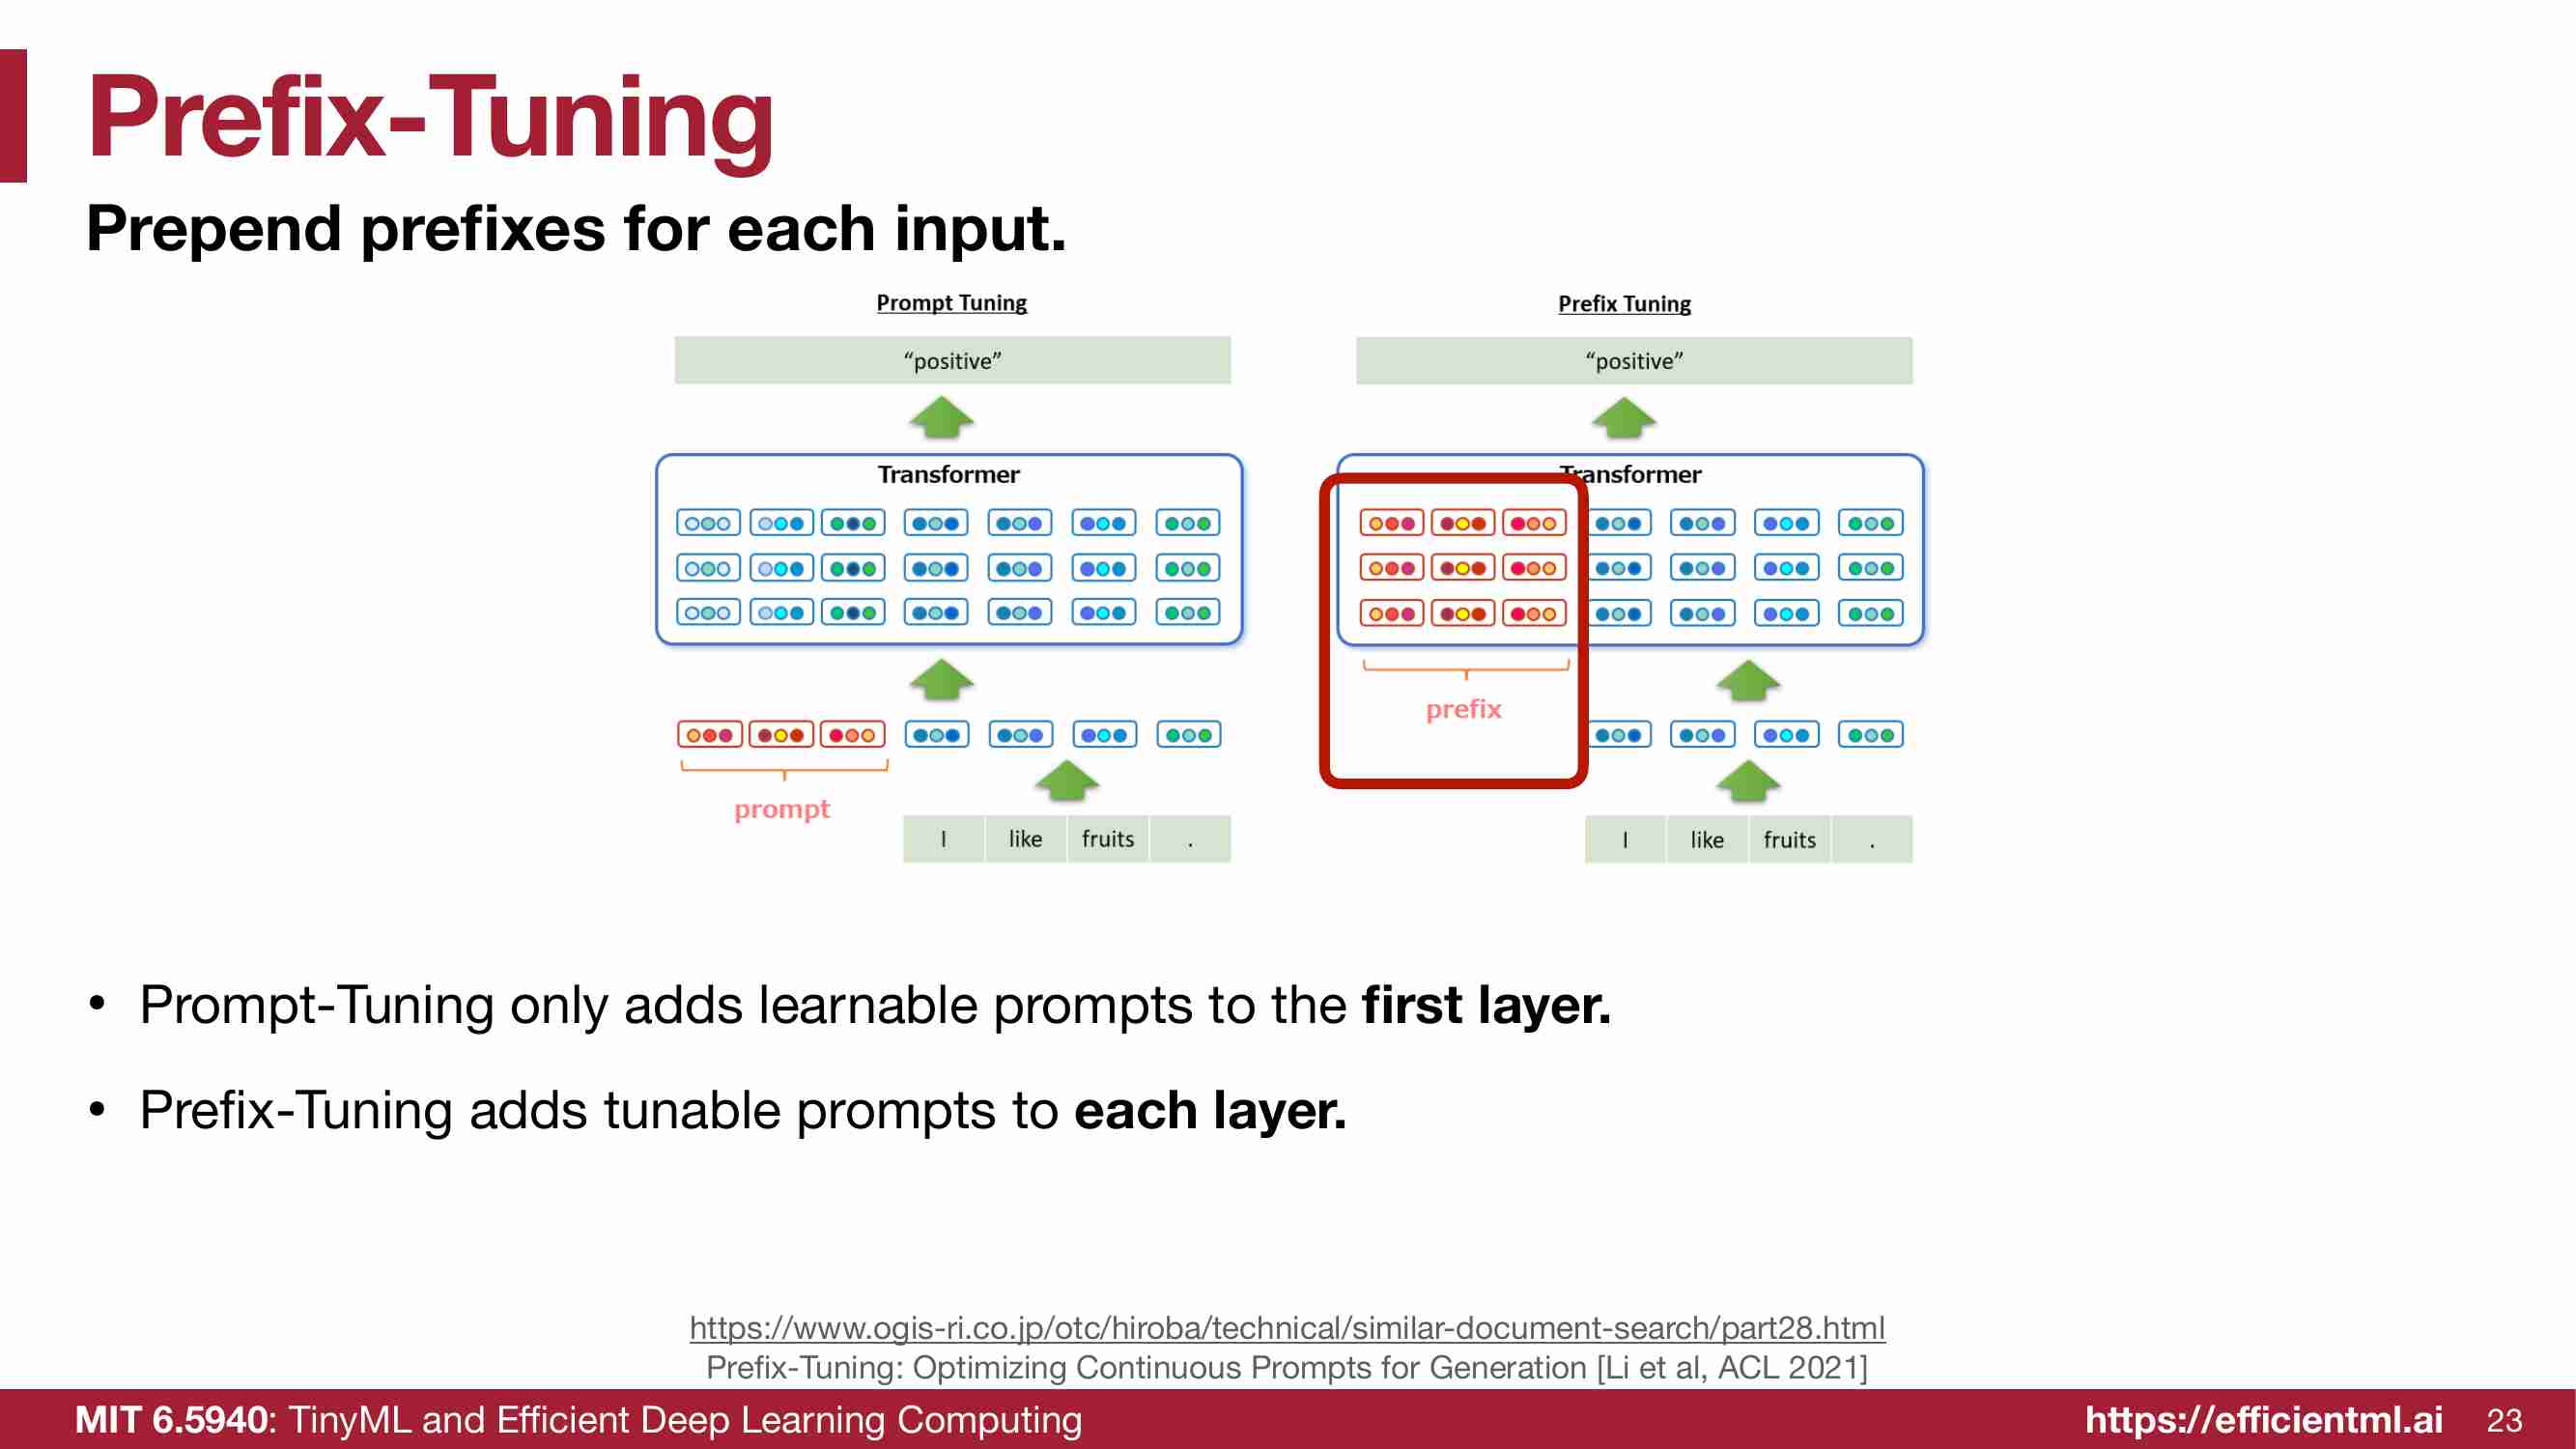 Prefix-Tuning
Prepend prefixes for each input.
Prompt Tuning
“positive”
Transformer
prompt
I like fruits .
Prefix Tuning
“positive”
Transformer
prefix
I like fruits .
• Prompt-Tuning only adds learnable prompts to the first layer.
• Prefix-Tuning adds tunable prompts to each layer.
https://www.ogis-ri.co.jp/otc/hiroba/technical/similar-document-search/part28.html
Prefix-Tuning: Optimizing Continuous Prompts for Generation [Li et al, ACL 2021]
MIT 6.5940: TinyML and Efficient Deep Learning Computing
https://efficientml.ai 23